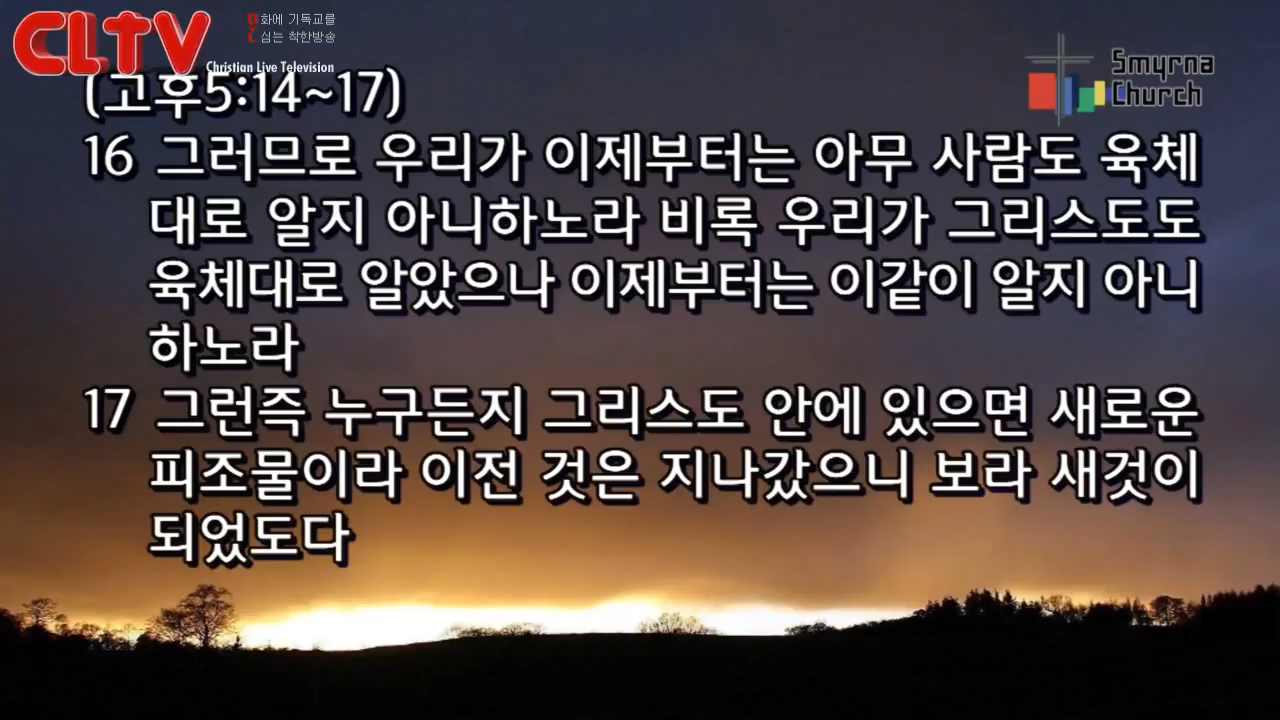 CLTV
화에 기독교를
심는 착한방송
Christian Live Television
Smyrna
Church
(고후5:14~17)
16 그러므로 우리가 이제부터는 아무 사람도 육체
대로 알지 아니하노라 비록 우리가 그리스도도
육체대로 알았으나 이제부터는 이같이 알지 아니
하노라
17 그런즉 누구든지 그리스도 안에 있으면 새로운
피조물이라 이전 것은 지나갔으니 보라 새것이
되었도다